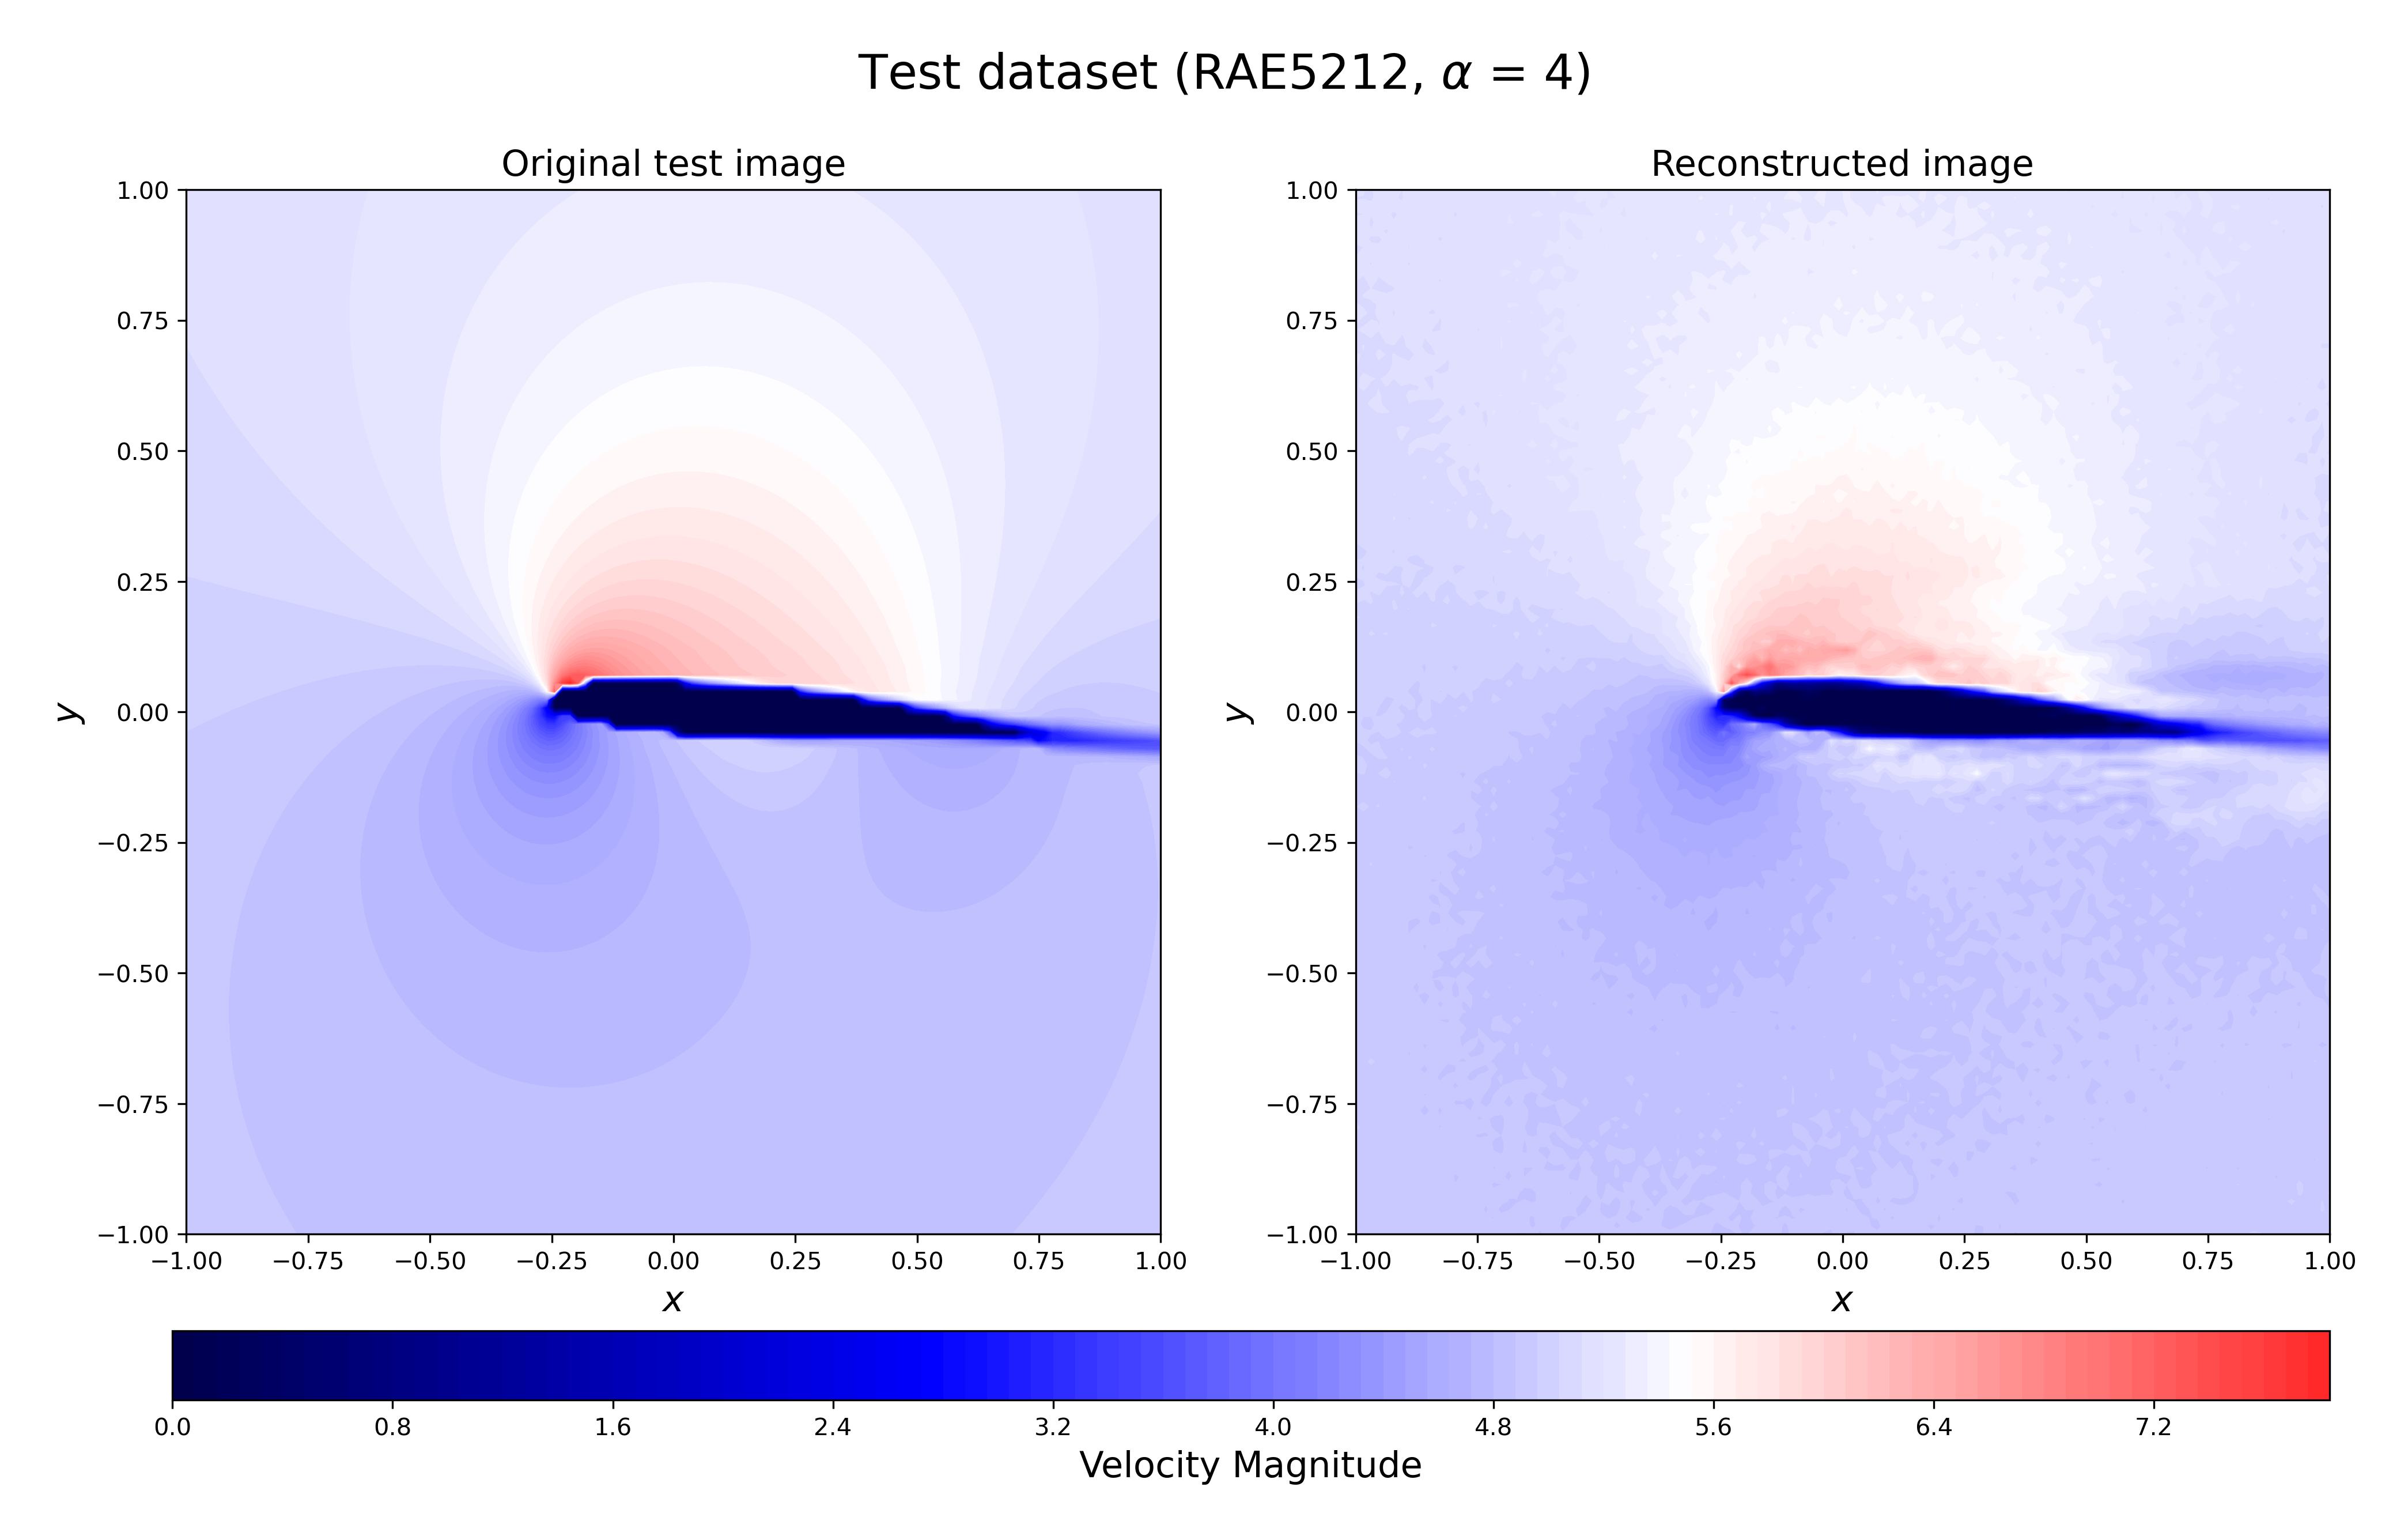 Test dataset (RAE5212, α = 4)
Original test image
Reconstructed image
1.00
0.75
0.50
0.25
0.00
−0.25
−0.50
−0.75
−1.00
y
−1.00 −0.75 −0.50 −0.25 0.00 0.25 0.50 0.75 1.00
x
1.00
0.75
0.50
0.25
0.00
−0.25
−0.50
−0.75
−1.00
y
−1.00 −0.75 −0.50 −0.25 0.00 0.25 0.50 0.75 1.00
x
0.0 0.8 1.6 2.4 3.2 4.0 4.8 5.6 6.4 7.2
Velocity Magnitude